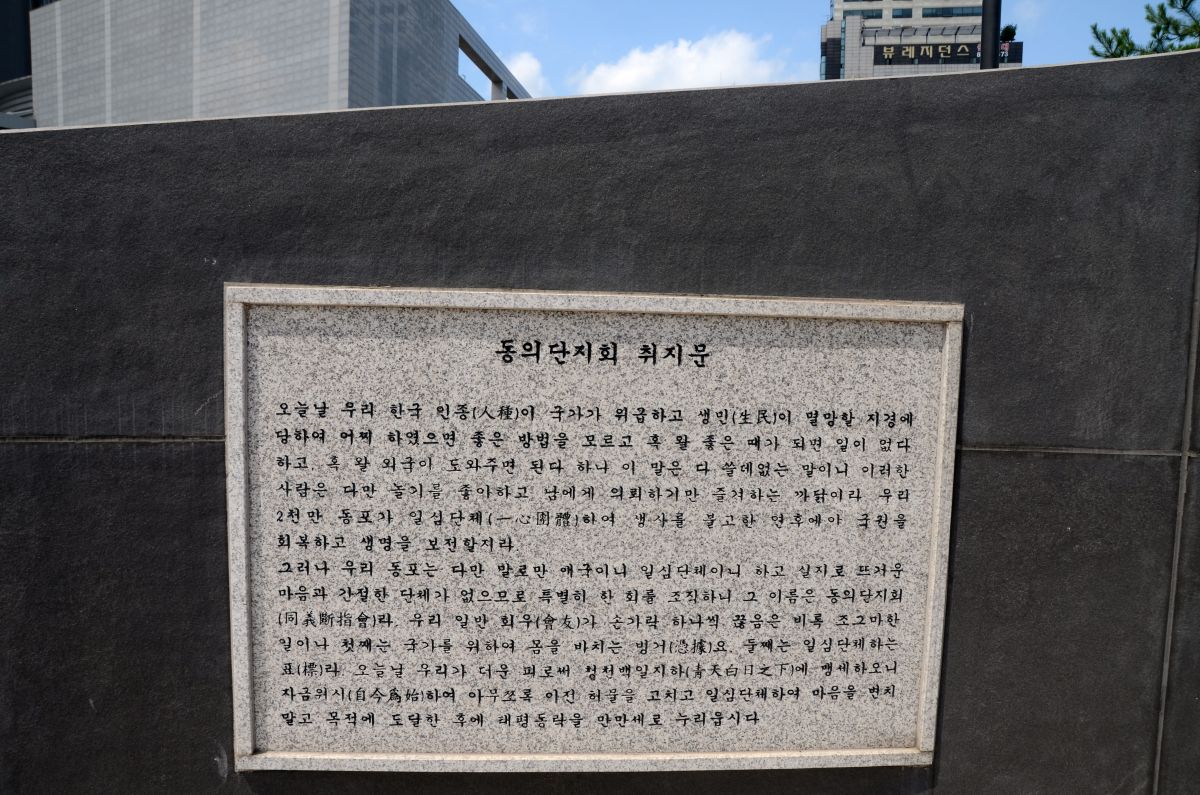 뷰레지던스
동의단지회 취지문
오늘날 우리 한국 인종(人種)이 국가가 위급하고 생민(生民)이 멸망할 지경에
당하여 어찌 하였으면 좋은 방법을 모르고 혹 왈 좋은 때가 되면 일이 없다
하고, 혹 왈 외국이 도와주면 된다 하나 이 말은 다 쓸데없는 말이니 이러한
사람은 다만 놀기를 좋아하고 남에게 의뢰하기만 즐겨하는 까닭이라. 우리
2천만 동포가 일심단체(一心團體)하여 생사를 불고한 연후에야 국권을
회복하고 생명을 보전할지라.
그러나 우리 동포는 다만 말로만 애국이니 일심단체이니 하고 실지로 뜨거운
마음과 간절한 단체가 없으므로 특별히 한 회를 조직하니 그 이름은 동의단지회
(同義斷指會)라. 우리 일반 회우(會友)가 손가락 하나씩 끊음은 비록 조그마한
일이나 첫째는 국가를 위하여 몸을 바치는 빙거(憑據)요, 둘째는 일심단체하는
표(標)라. 오늘날 우리가 더운 피로써 청천백일지하(靑天白日之下)에 맹세하오니
자금위시(自今爲始)하여 아무쪼록 이전 허물을 고치고 일심단체하여 마음을 변치
말고 목적에 도달한 후에 태평동락을 만만세로 누리옵시다.